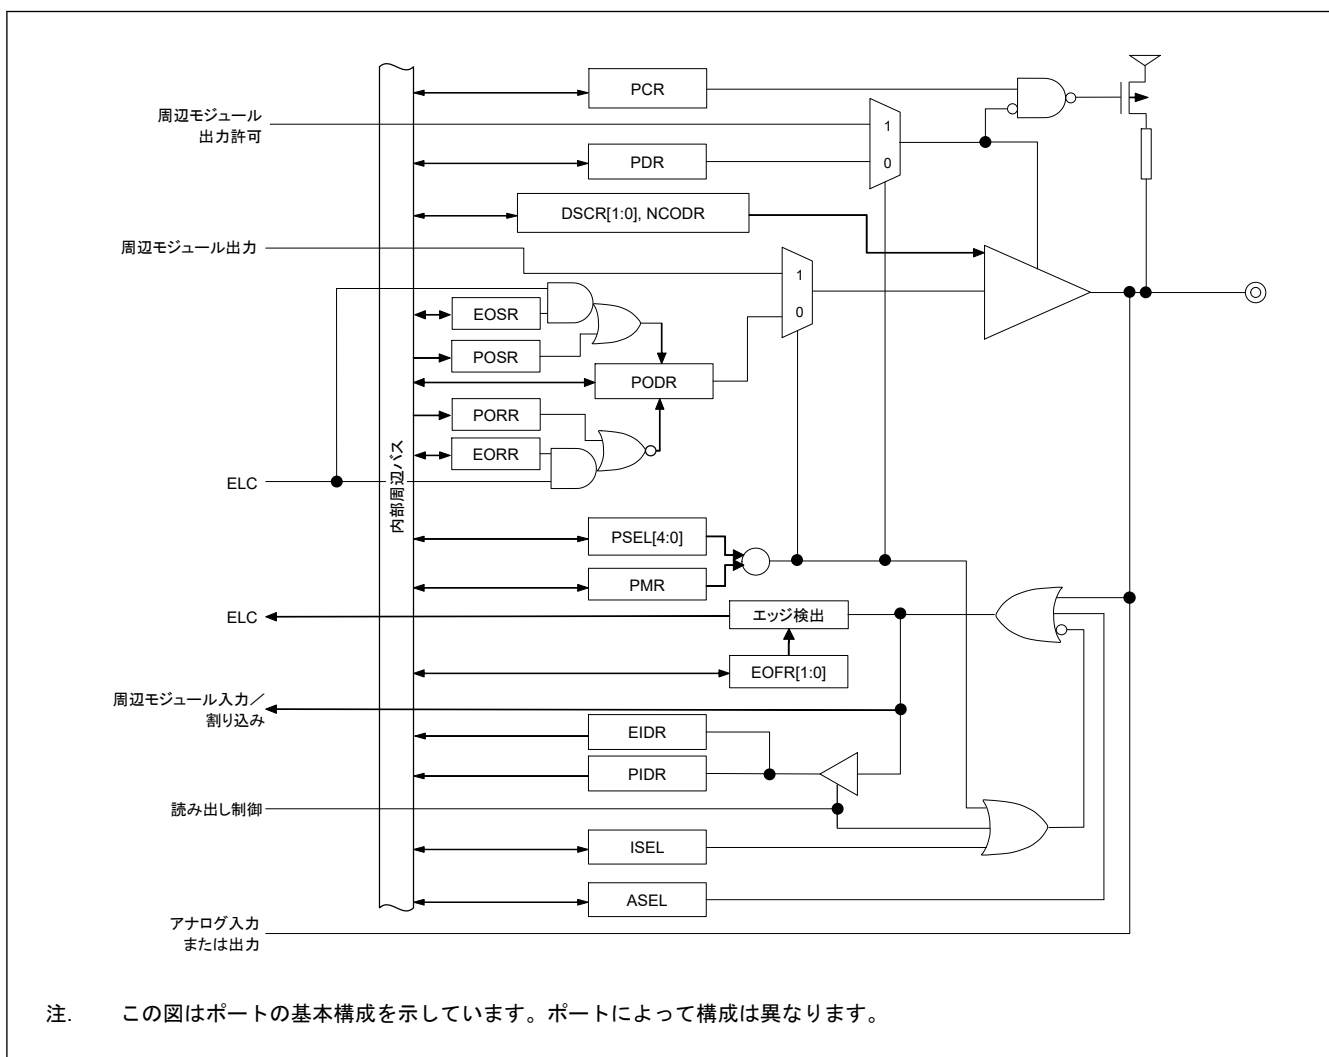 PCR
周辺モジュール
出力許可
1
PDR
0
DSCR[1:0], NCODR
周辺モジュール出力
1
EOSR
0
POSR
PODR
PORR
EORR
ELC
内部周辺バス
PSEL[4:0]
PMR
ELC
エッジ検出
EOFR[1:0]
周辺モジュール入力／
割り込み
EIDR
PIDR
読み出し制御
ISEL
ASEL
アナログ入力
または出力
注. この図はポートの基本構成を示しています。ポートによって構成は異なります。